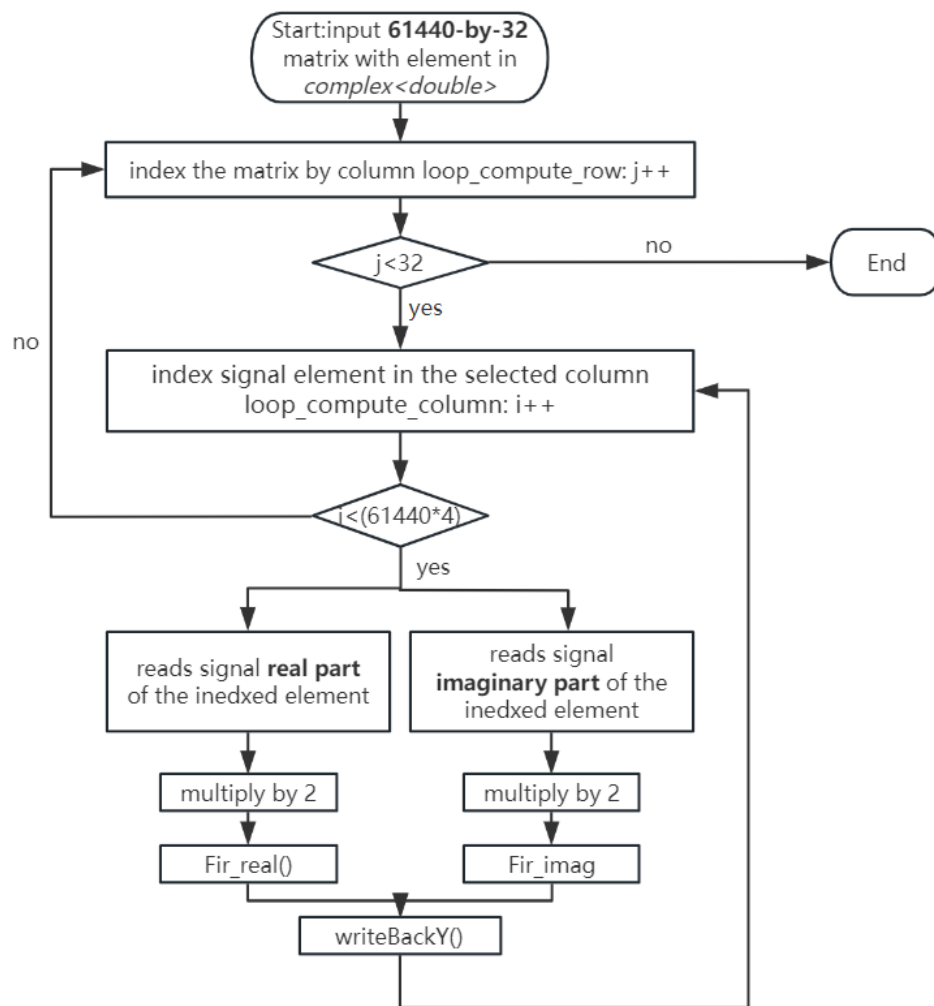 Start:input 61440-by-32
matrix with element in
complex<double>
index the matrix by column loop_compute_row: j++
j<32
no
End
yes
no
index signal element in the selected column
loop_compute_column: i++
i<(61440*4)
yes
reads signal real part
of the inedxed element
reads signal
imaginary part of the
inedxed element
multiply by 2
multiply by 2
Fir_real()
Fir_imag
writeBackY()